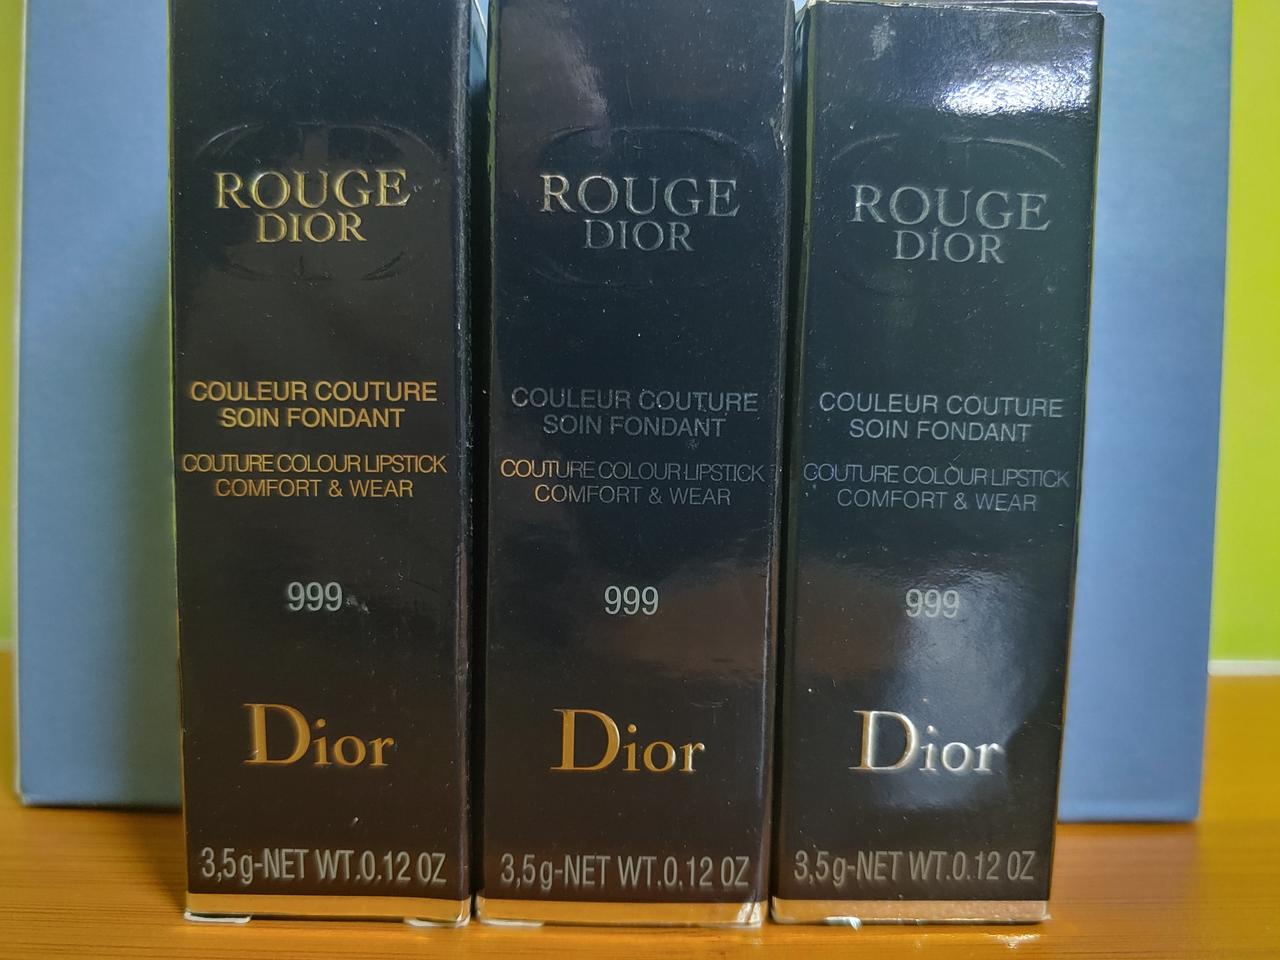 ROUGE
DIOR
COULEUR COUTURE
SOIN FONDANT
COUTURE COLOUR LIPSTICK
COMFORT & WEAR
999
Dior
3,5g-NET WT.0.12 OZ
ROUGE
DIOR
COULEUR COUTURE
SOIN FONDANT
COUTURE COLOUR LIPSTICK
COMFORT & WEAR
999
Dior
3,5g-NET WT.0.12 OZ
ROUGE
DIOR
COULEUR COUTURE
SOIN FONDANT
COUTURE COLOUR LIPSTICK
COMFORT & WEAR
999
Dior
3,5g-NET WT.0.12 OZ